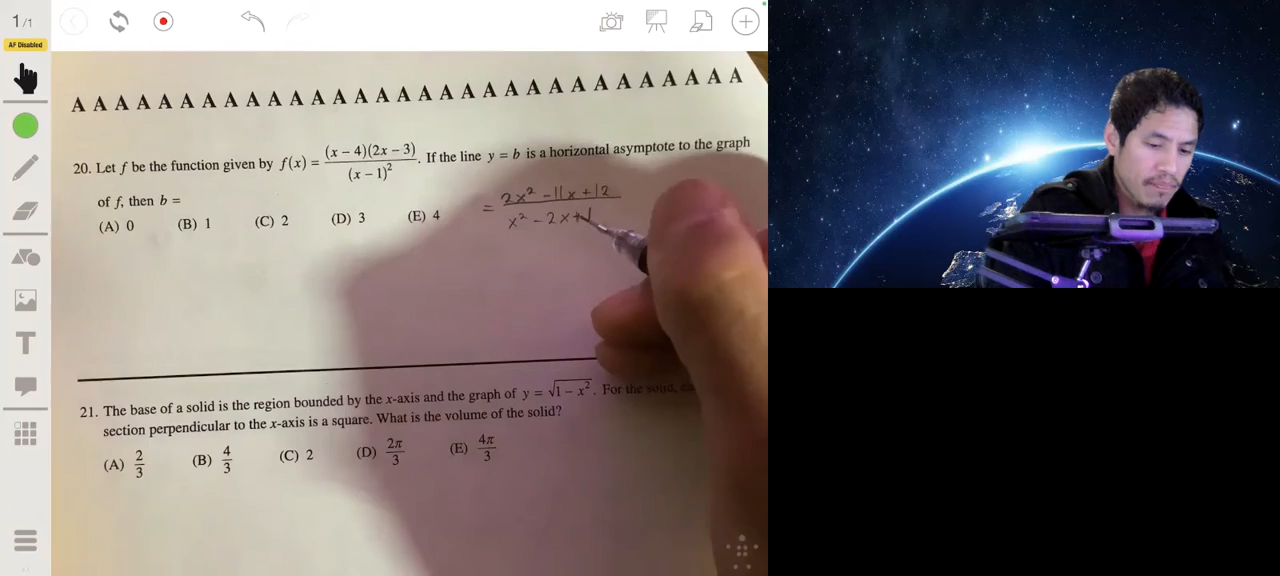 1/1
AF Disabled
A A A A A A A A A A A A A A A A A A A A A A A A A A A A A A A
20. Let f be the function given by f(x) = (x − 4)(2x − 3) / (x − 1)². If the line y = b is a horizontal asymptote to the graph
of f, then b =
(A) 0 (B) 1 (C) 2 (D) 3 (E) 4
= 2x² − 11x + 12 / x² − 2x + 1
21. The base of a solid is the region bounded by the x-axis and the graph of y = √(1 − x²). For the solid,
section perpendicular to the x-axis is a square. What is the volume of the solid?
(A) 2/3 (B) 4/3 (C) 2 (D) 2π/3 (E) 4π/3
T